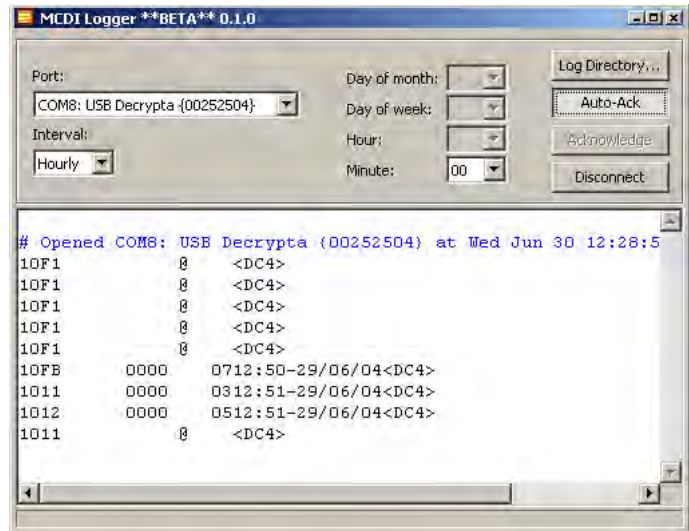 MCDI Logger **BETA** 0.1.0
Port:
COM8: USB Decrypta {00252504}
Interval:
Hourly
Day of month:
Day of week:
Hour:
Minute:
00
Log Directory...
Auto-Ack
Acknowledge
Disconnect
# Opened COM8: USB Decrypta {00252504} at Wed Jun 30 12:28:5
10F1 @ <DC4>
10F1 @ <DC4>
10F1 @ <DC4>
10F1 @ <DC4>
10F1 @ <DC4>
10FB 0000 0712:50-29/06/04<DC4>
1011 0000 0312:51-29/06/04<DC4>
1012 0000 0512:51-29/06/04<DC4>
1011 @ <DC4>